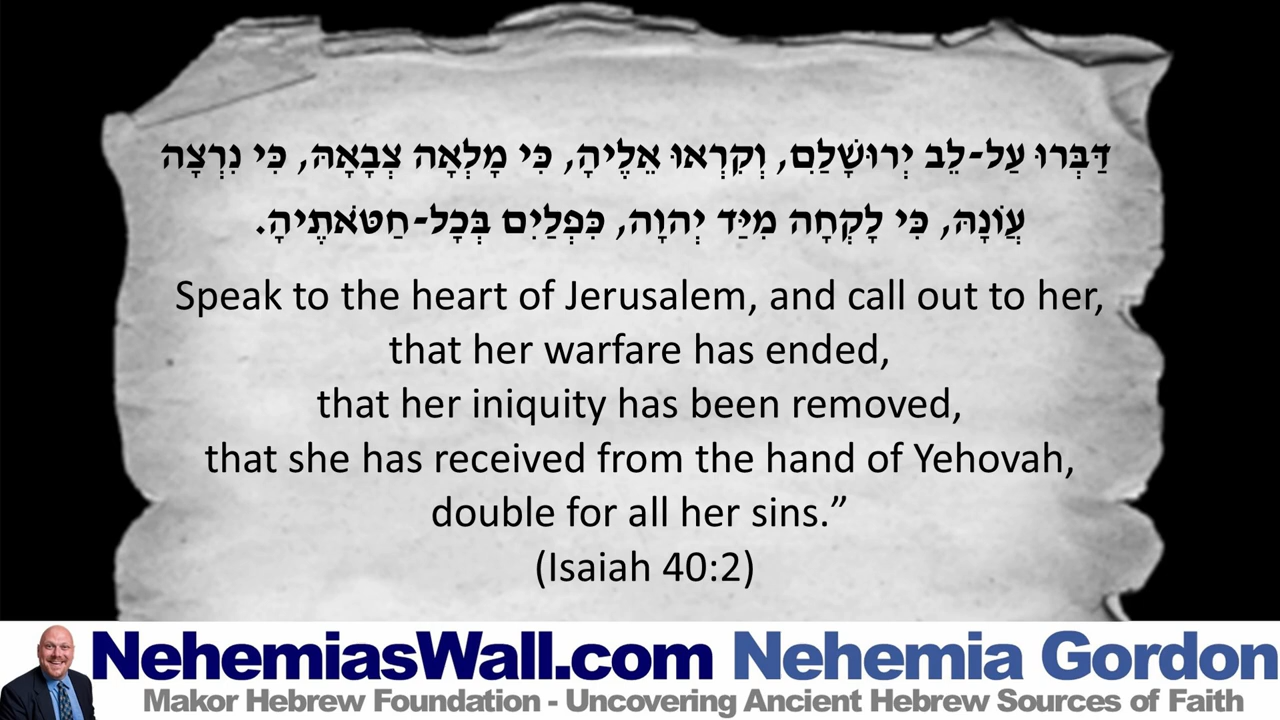 דַּבְּרוּ עַל-לֵב יְרוּשָׁלִַם, וְקִרְאוּ אֵלֶיהָ, כִּי מָלְאָה צְבָאָהּ, כִּי נִרְצָה
עֲוֹנָהּ, כִּי לָקְחָה מִיַּד יְהוָה, כִּפְלַיִם בְּכָל-חַטֹּאתֶיהָ.
Speak to the heart of Jerusalem, and call out to her,
that her warfare has ended,
that her iniquity has been removed,
that she has received from the hand of Yehovah,
double for all her sins.”
(Isaiah 40:2)
NehemiasWall.com Nehemia Gordon
Makor Hebrew Foundation - Uncovering Ancient Hebrew Sources of Faith